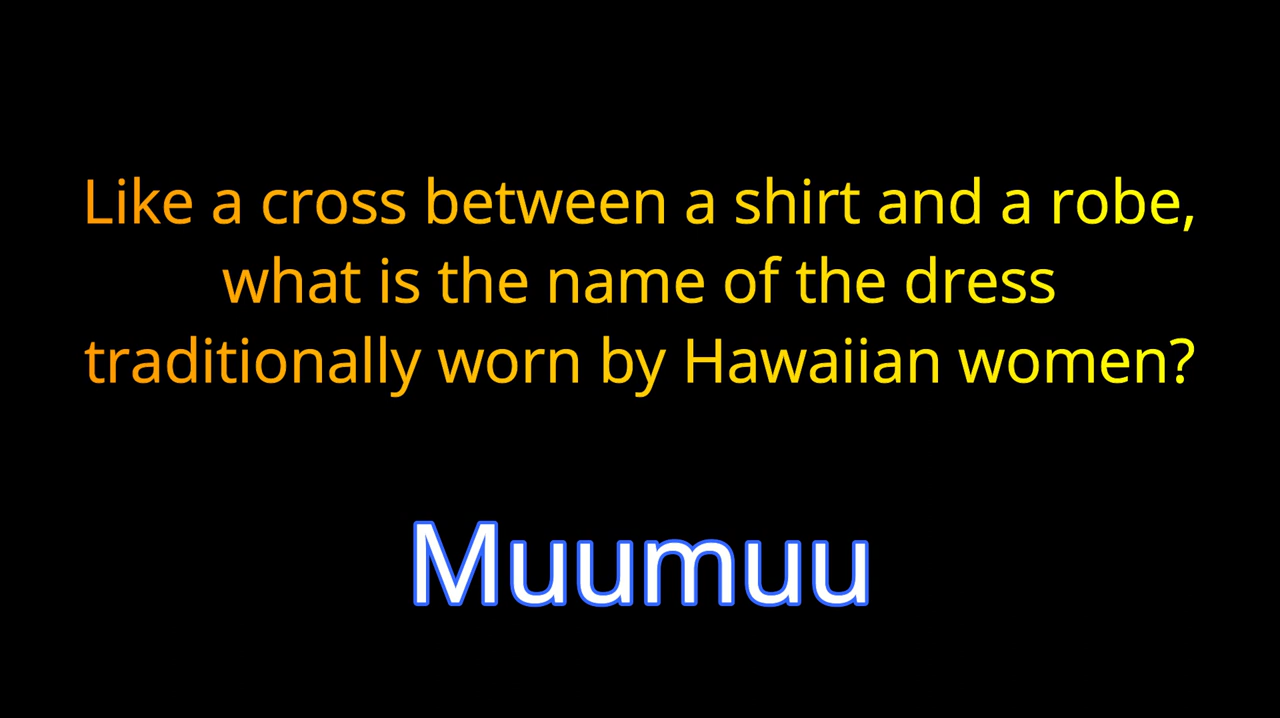 Like a cross between a shirt and a robe,
what is the name of the dress
traditionally worn by Hawaiian women?
Muumuu